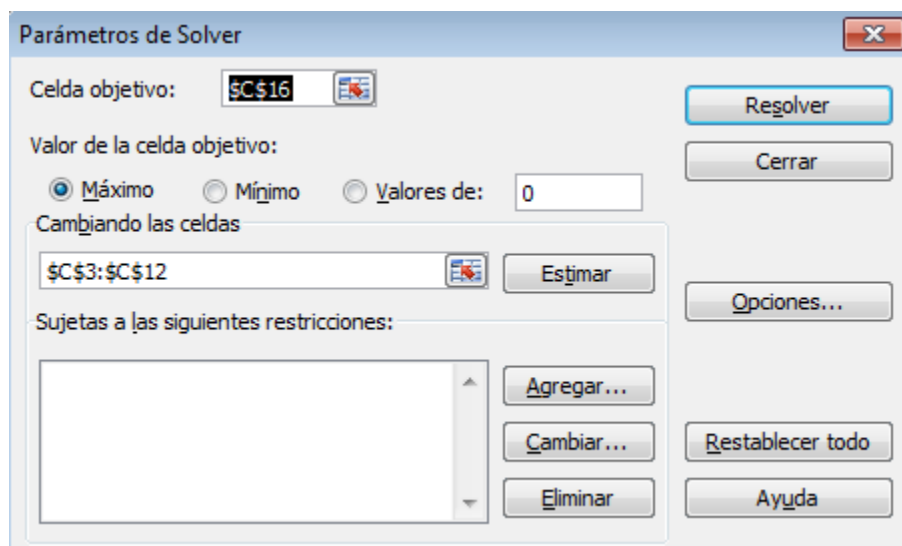 Parámetros de Solver
Celda objetivo: $C$16
Resolver
Valor de la celda objetivo:
Cerrar
Máximo Mínimo Valores de: 0
Cambiando las celdas
$C$3:$C$12 Estimar
Opciones...
Sujetas a las siguientes restricciones:
Agregar...
Cambiar... Restablecer todo
Eliminar Ayuda